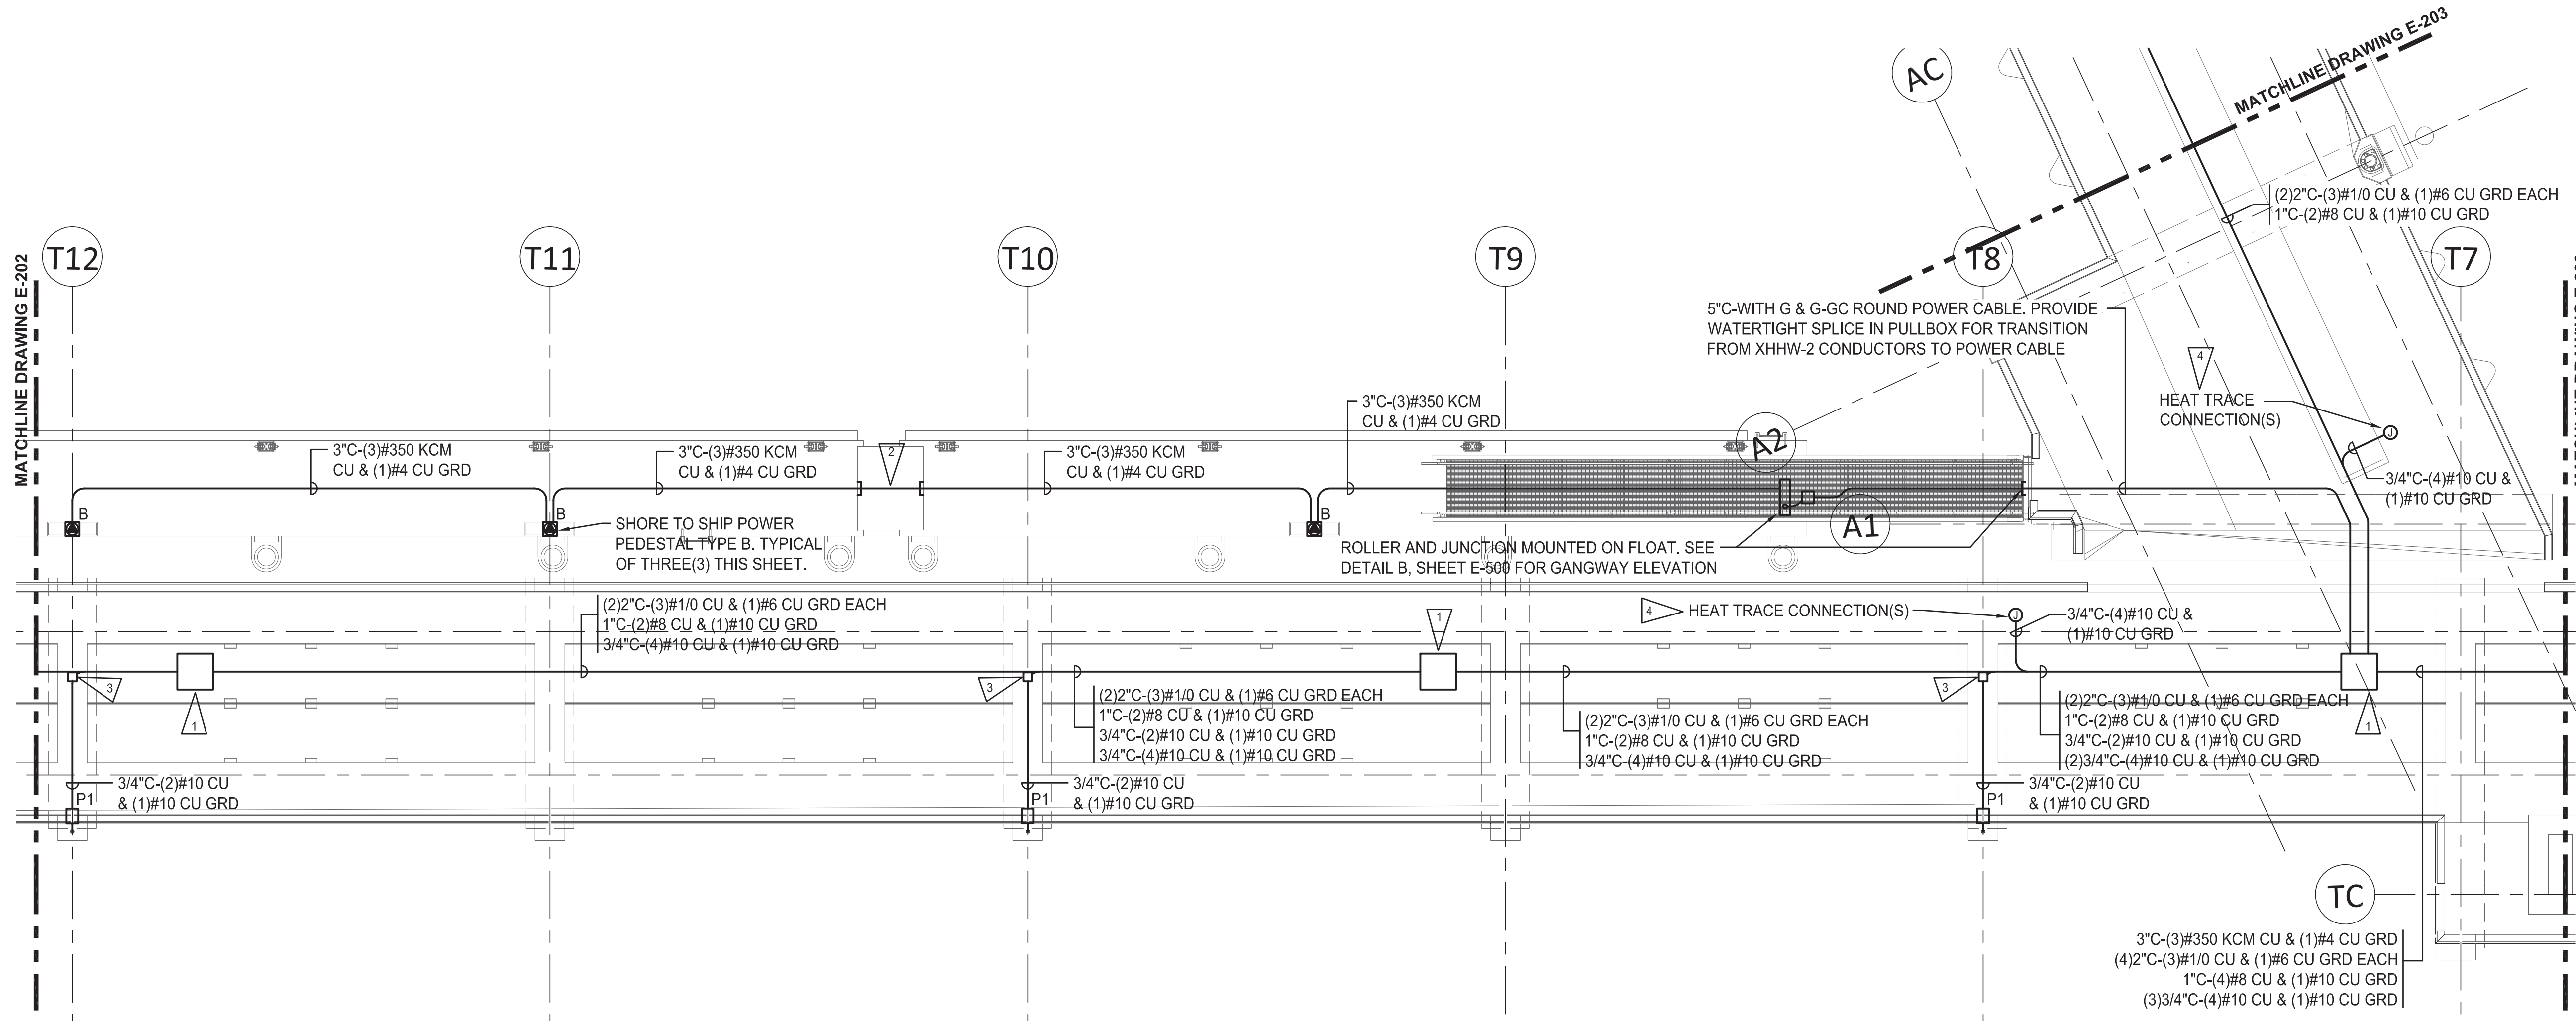 MATCHLINE DRAWING E-203
AC
(2)2"C-(3)#1/0 CU & (1)#6 CU GRD EACH
1"C-(2)#8 CU & (1)#10 CU GRD
MATCHLINE DRAWING E-202
T12
T11
T10
T9
T8
T7
5"C-WITH G & G-GC ROUND POWER CABLE. PROVIDE
WATERTIGHT SPLICE IN PULLBOX FOR TRANSITION
FROM XHHW-2 CONDUCTORS TO POWER CABLE
4
HEAT TRACE
CONNECTION(S)
3/4"C-(4)#10 CU &
(1)#10 CU GRD
3"C-(3)#350 KCM
CU & (1)#4 CU GRD
3"C-(3)#350 KCM
CU & (1)#4 CU GRD
2
3"C-(3)#350 KCM
CU & (1)#4 CU GRD
3"C-(3)#350 KCM
CU & (1)#4 CU GRD
A2
A1
B
B
B
SHORE TO SHIP POWER
PEDESTAL TYPE B. TYPICAL
OF THREE(3) THIS SHEET.
ROLLER AND JUNCTION MOUNTED ON FLOAT. SEE
DETAIL B, SHEET E-500 FOR GANGWAY ELEVATION
J
(2)2"C-(3)#1/0 CU & (1)#6 CU GRD EACH
1"C-(2)#8 CU & (1)#10 CU GRD
3/4"C-(4)#10 CU & (1)#10 CU GRD
4
HEAT TRACE CONNECTION(S)
J
3/4"C-(4)#10 CU &
(1)#10 CU GRD
1
3
1
3
1
3
1
(2)2"C-(3)#1/0 CU & (1)#6 CU GRD EACH
1"C-(2)#8 CU & (1)#10 CU GRD
3/4"C-(2)#10 CU & (1)#10 CU GRD
3/4"C-(4)#10 CU & (1)#10 CU GRD
(2)2"C-(3)#1/0 CU & (1)#6 CU GRD EACH
1"C-(2)#8 CU & (1)#10 CU GRD
3/4"C-(4)#10 CU & (1)#10 CU GRD
(2)2"C-(3)#1/0 CU & (1)#6 CU GRD EACH
1"C-(2)#8 CU & (1)#10 CU GRD
3/4"C-(2)#10 CU & (1)#10 CU GRD
(2)3/4"C-(4)#10 CU & (1)#10 CU GRD
3/4"C-(2)#10 CU
& (1)#10 CU GRD
P1
3/4"C-(2)#10 CU
& (1)#10 CU GRD
P1
3/4"C-(2)#10 CU
& (1)#10 CU GRD
P1
TC
3"C-(3)#350 KCM CU & (1)#4 CU GRD
(4)2"C-(3)#1/0 CU & (1)#6 CU GRD EACH
1"C-(4)#8 CU & (1)#10 CU GRD
(3)3/4"C-(4)#10 CU & (1)#10 CU GRD